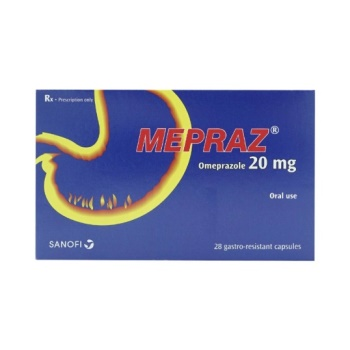 Rx - Prescription only
MEPRAZ®
Omeprazole 20 mg
Oral use
SANOFI
28 gastro-resistant capsules